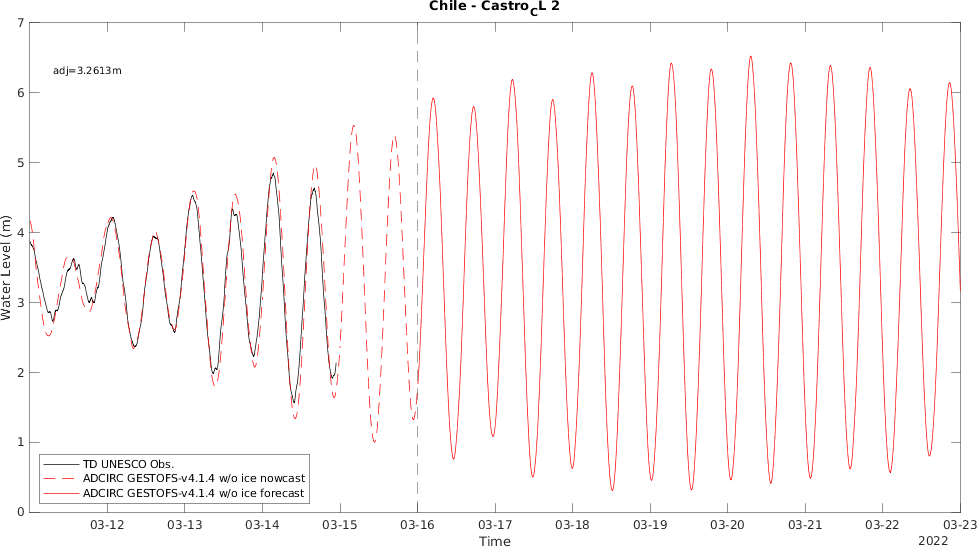 Chile - Castro_CL 2
7
adj=3.2613m
6
5
4
3
2
1
0
Water Level (m)
TD UNESCO Obs.
ADCIRC GESTOFS-v4.1.4 w/o ice nowcast
ADCIRC GESTOFS-v4.1.4 w/o ice forecast
03-12 03-13 03-14 03-15 03-16 03-17 03-18 03-19 03-20 03-21 03-22 03-23
Time
2022